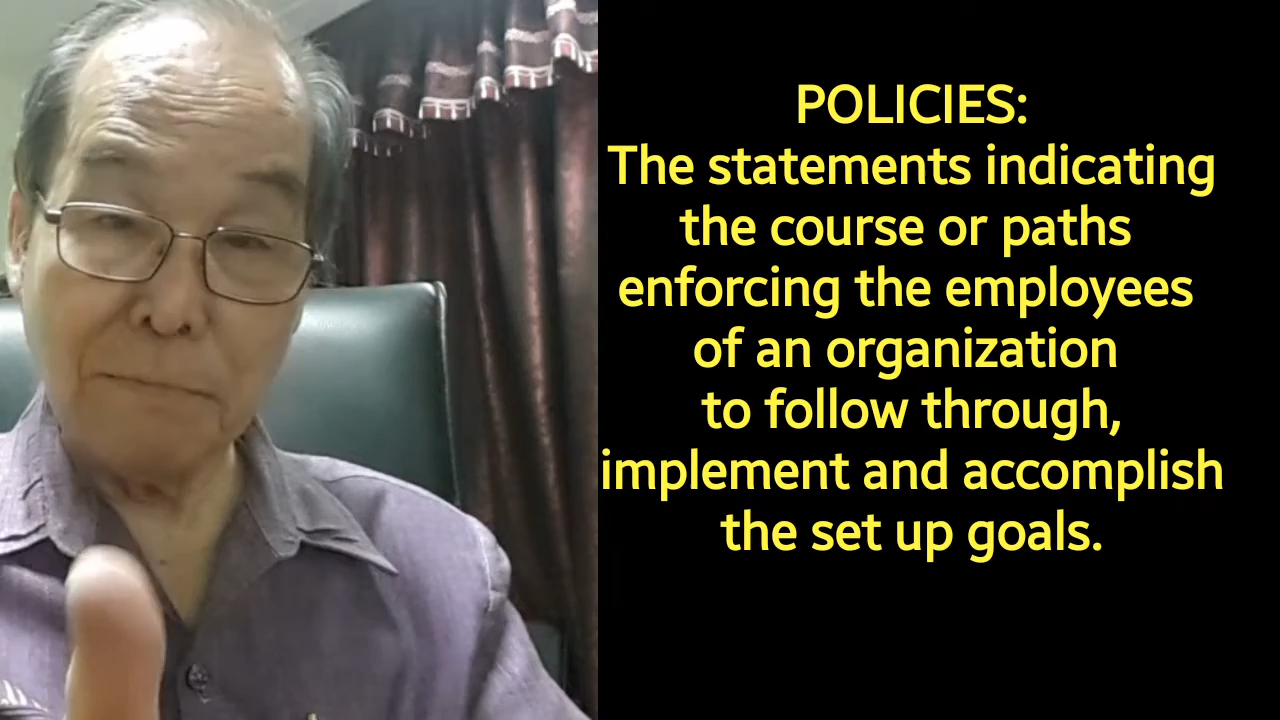 POLICIES:
The statements indicating
the course or paths
enforcing the employees
of an organization
to follow through,
implement and accomplish
the set up goals.